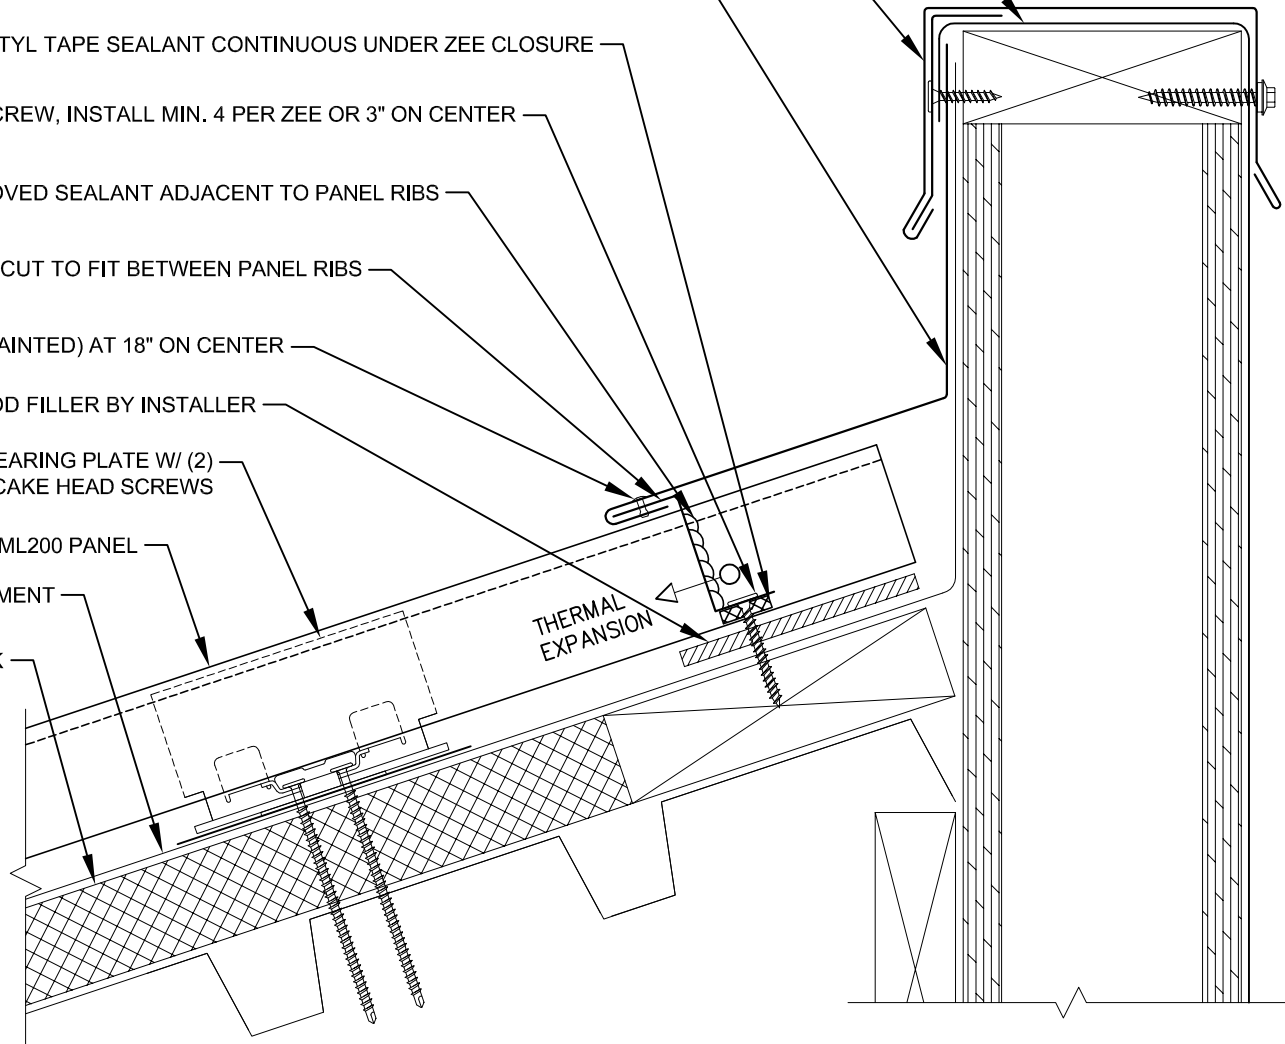 TYL TAPE SEALANT CONTINUOUS UNDER ZEE CLOSURE
CREW, INSTALL MIN. 4 PER ZEE OR 3" ON CENTER
OVED SEALANT ADJACENT TO PANEL RIBS
CUT TO FIT BETWEEN PANEL RIBS
AINTED) AT 18" ON CENTER
OD FILLER BY INSTALLER
EARING PLATE W/ (2)
CAKE HEAD SCREWS
ML200 PANEL
MENT
K
THERMAL
EXPANSION